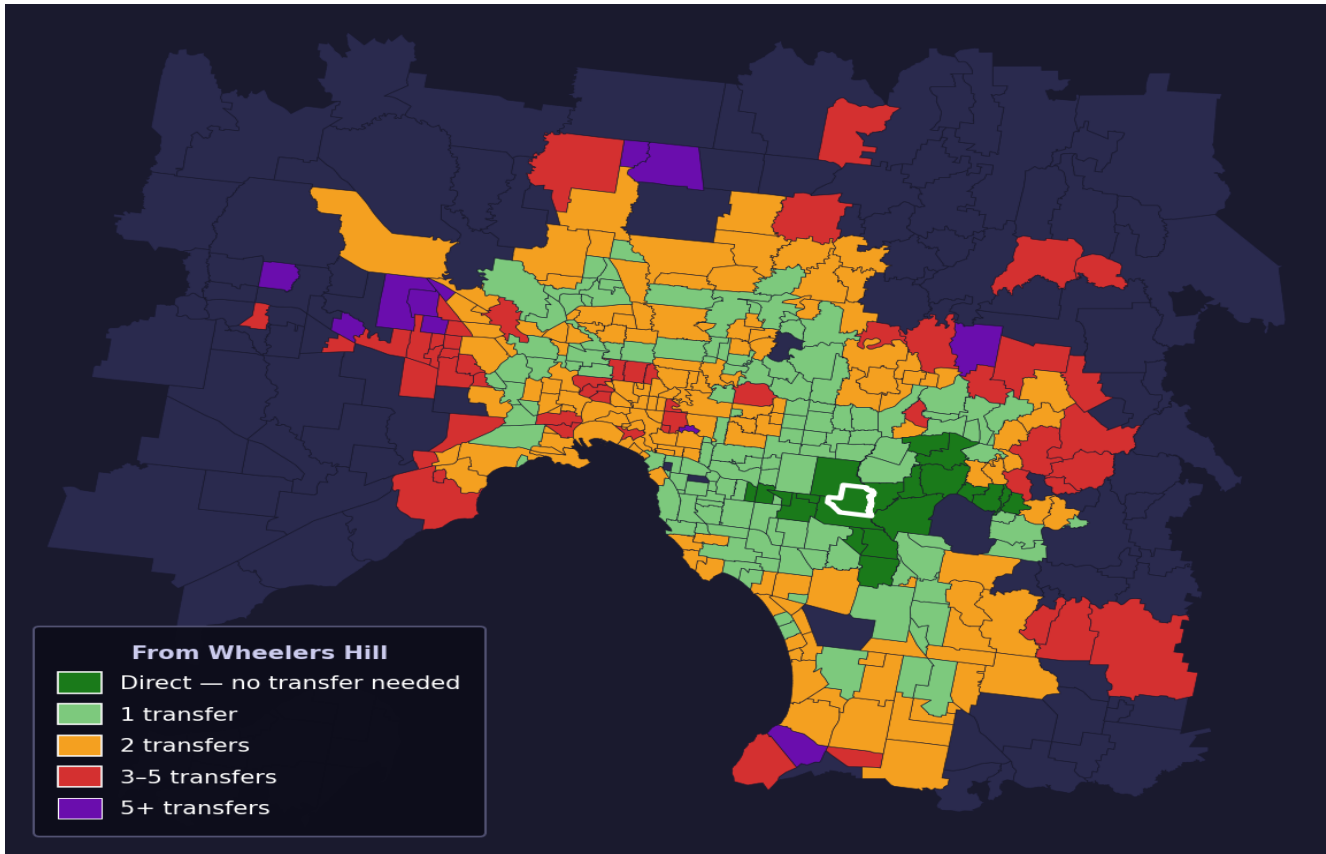 From Wheelers Hill
Direct — no transfer needed
1 transfer
2 transfers
3–5 transfers
5+ transfers